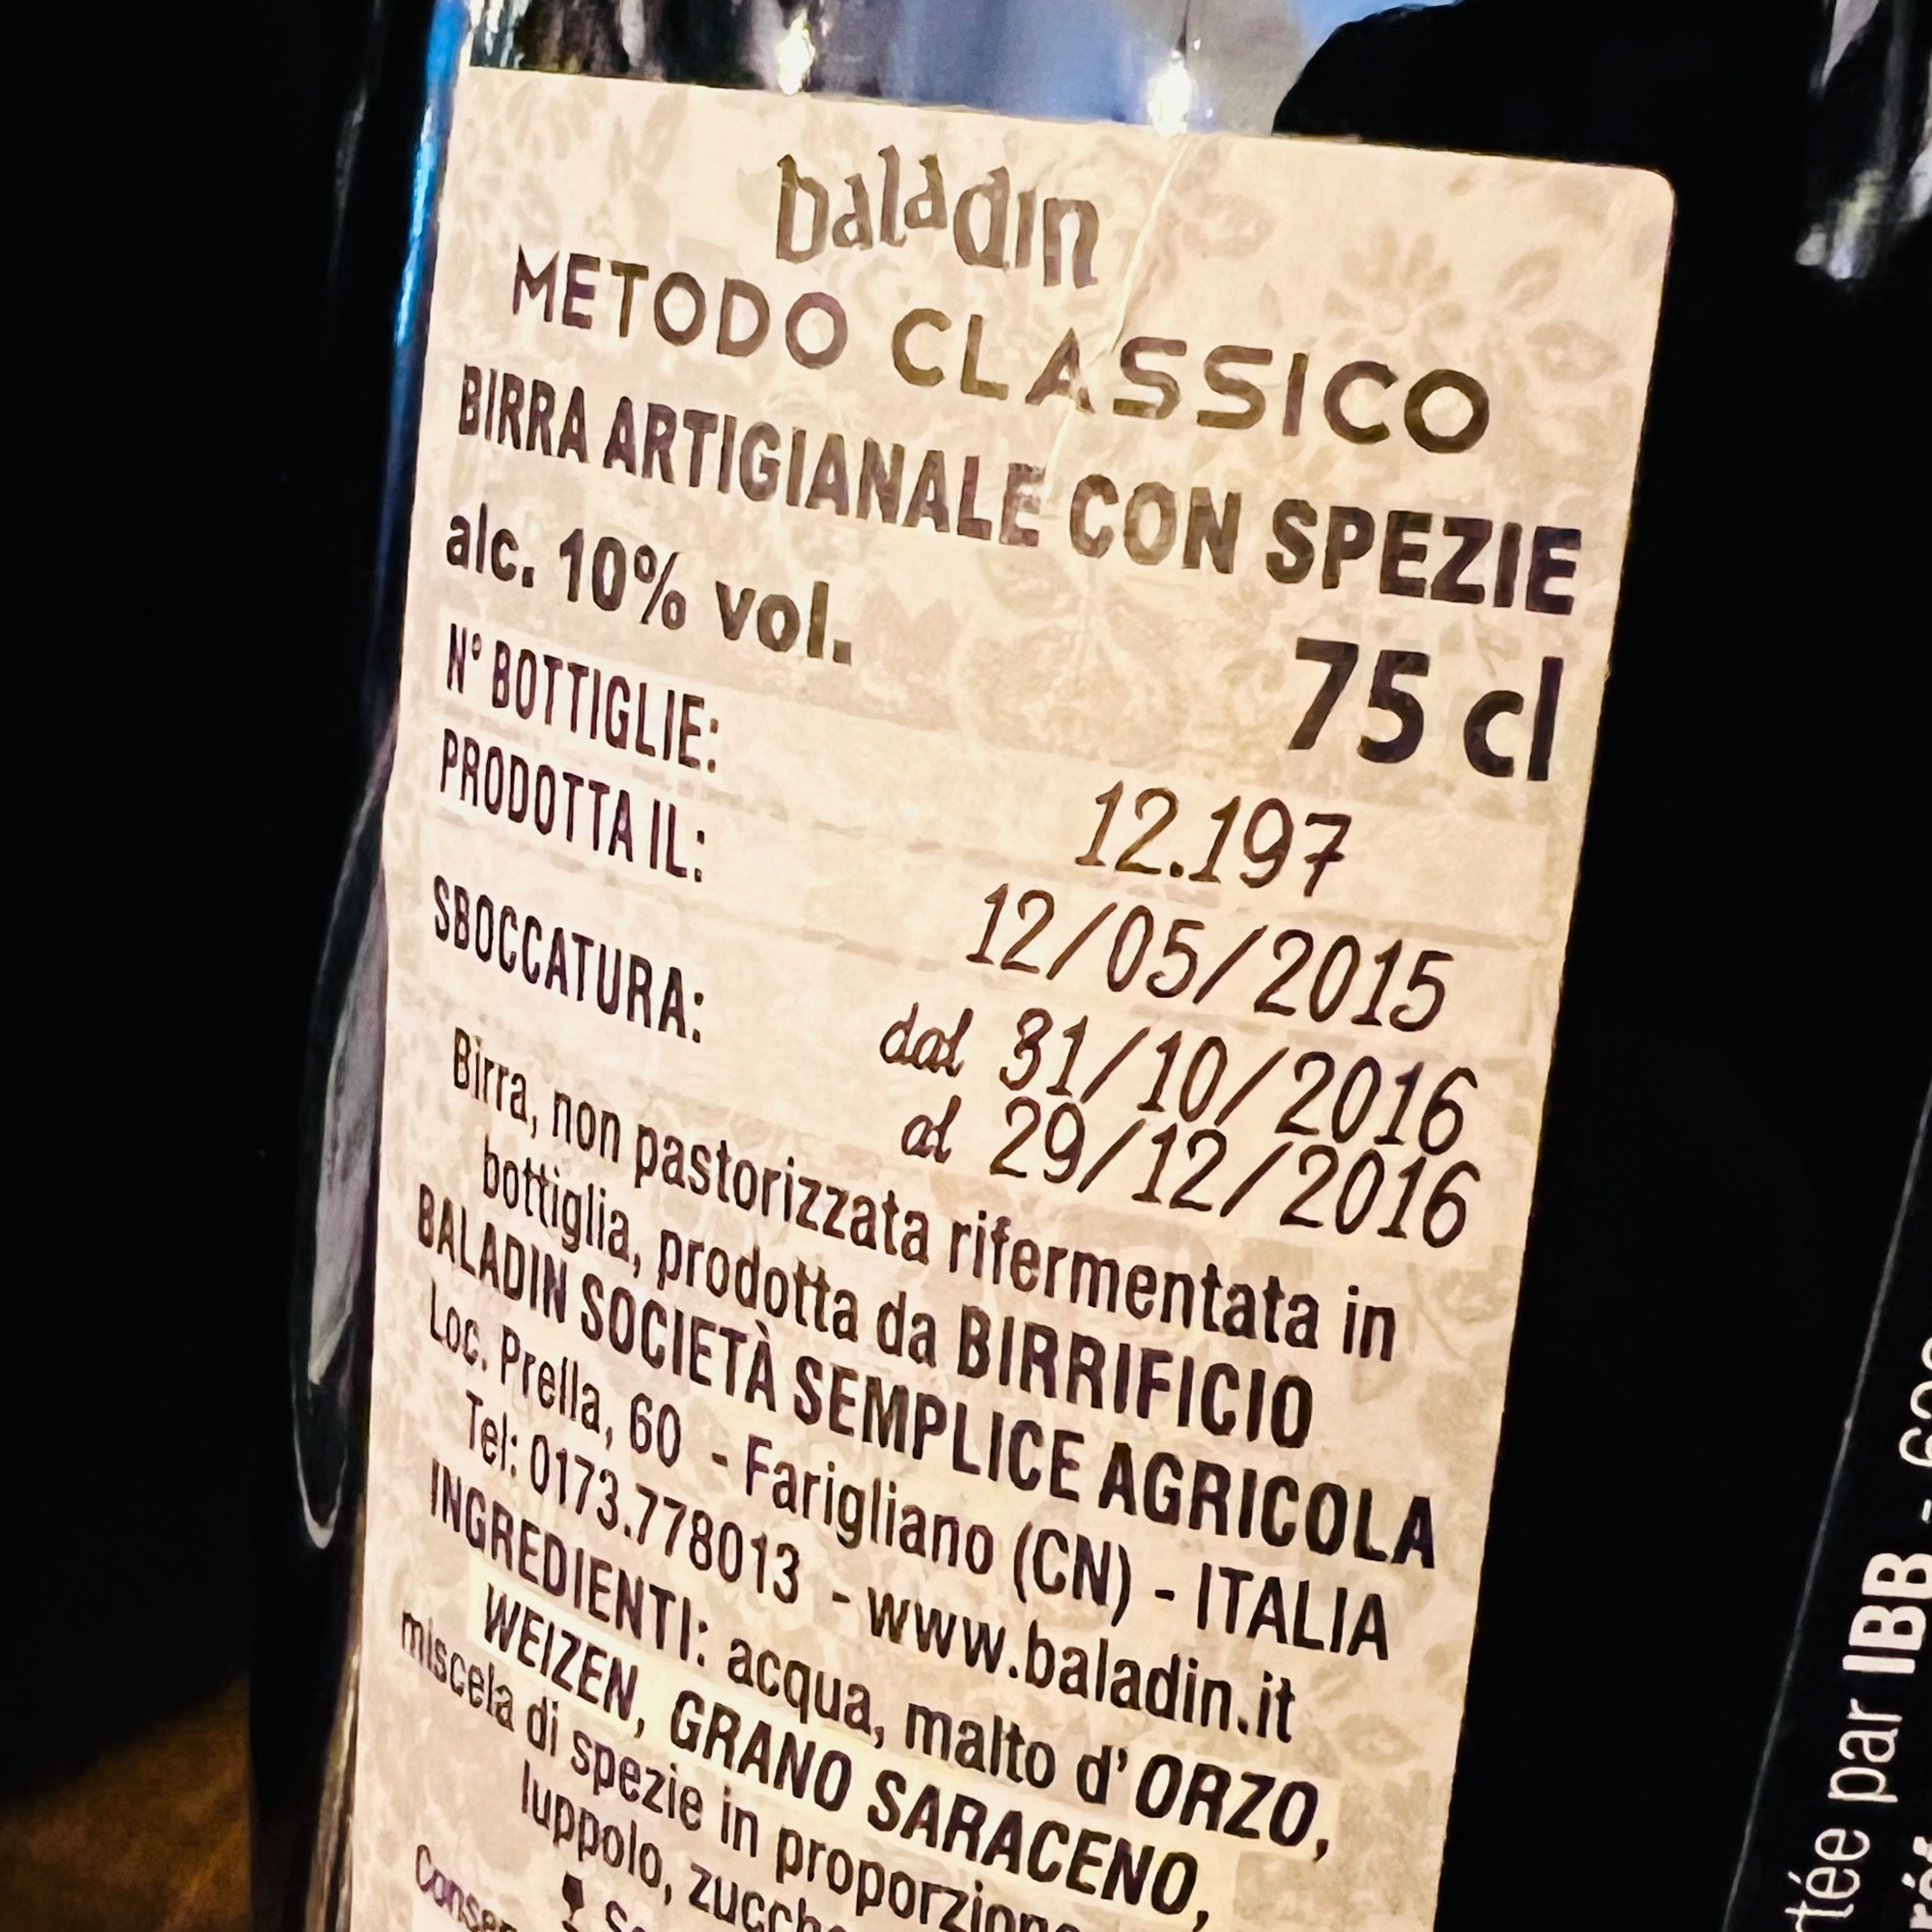 baladin
METODO CLASSICO
BIRRA ARTIGIANALE CON SPEZIE
alc. 10% vol.
75 cl
N° BOTTIGLIE: 12.197
PRODOTTA IL: 12/05/2015
SBOCCATURA: dal 31/10/2016
al 29/12/2016
Birra, non pastorizzata rifermentata in
bottiglia, prodotta da BIRRIFICIO
BALADIN SOCIETÀ SEMPLICE AGRICOLA
Loc. Prella, 60 - Farigliano (CN) - ITALIA
Tel: 0173.778013 - www.baladin.it
INGREDIENTI: acqua, malto d' ORZO,
WEIZEN, GRANO SARACENO,
miscela di spezie in
luppolo,
par IBB -